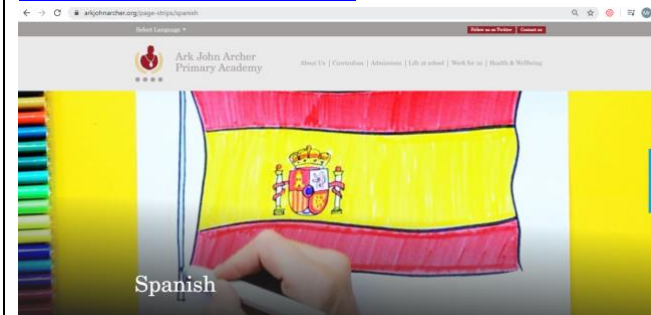 arkjohnarcher.org/page-strips/spanish
Select Language
Follow us on Twitter
Contact us
Ark John Archer
Primary Academy
About Us | Curriculum | Admissions | Life at school | Work for us | Health & Wellbeing
Spanish